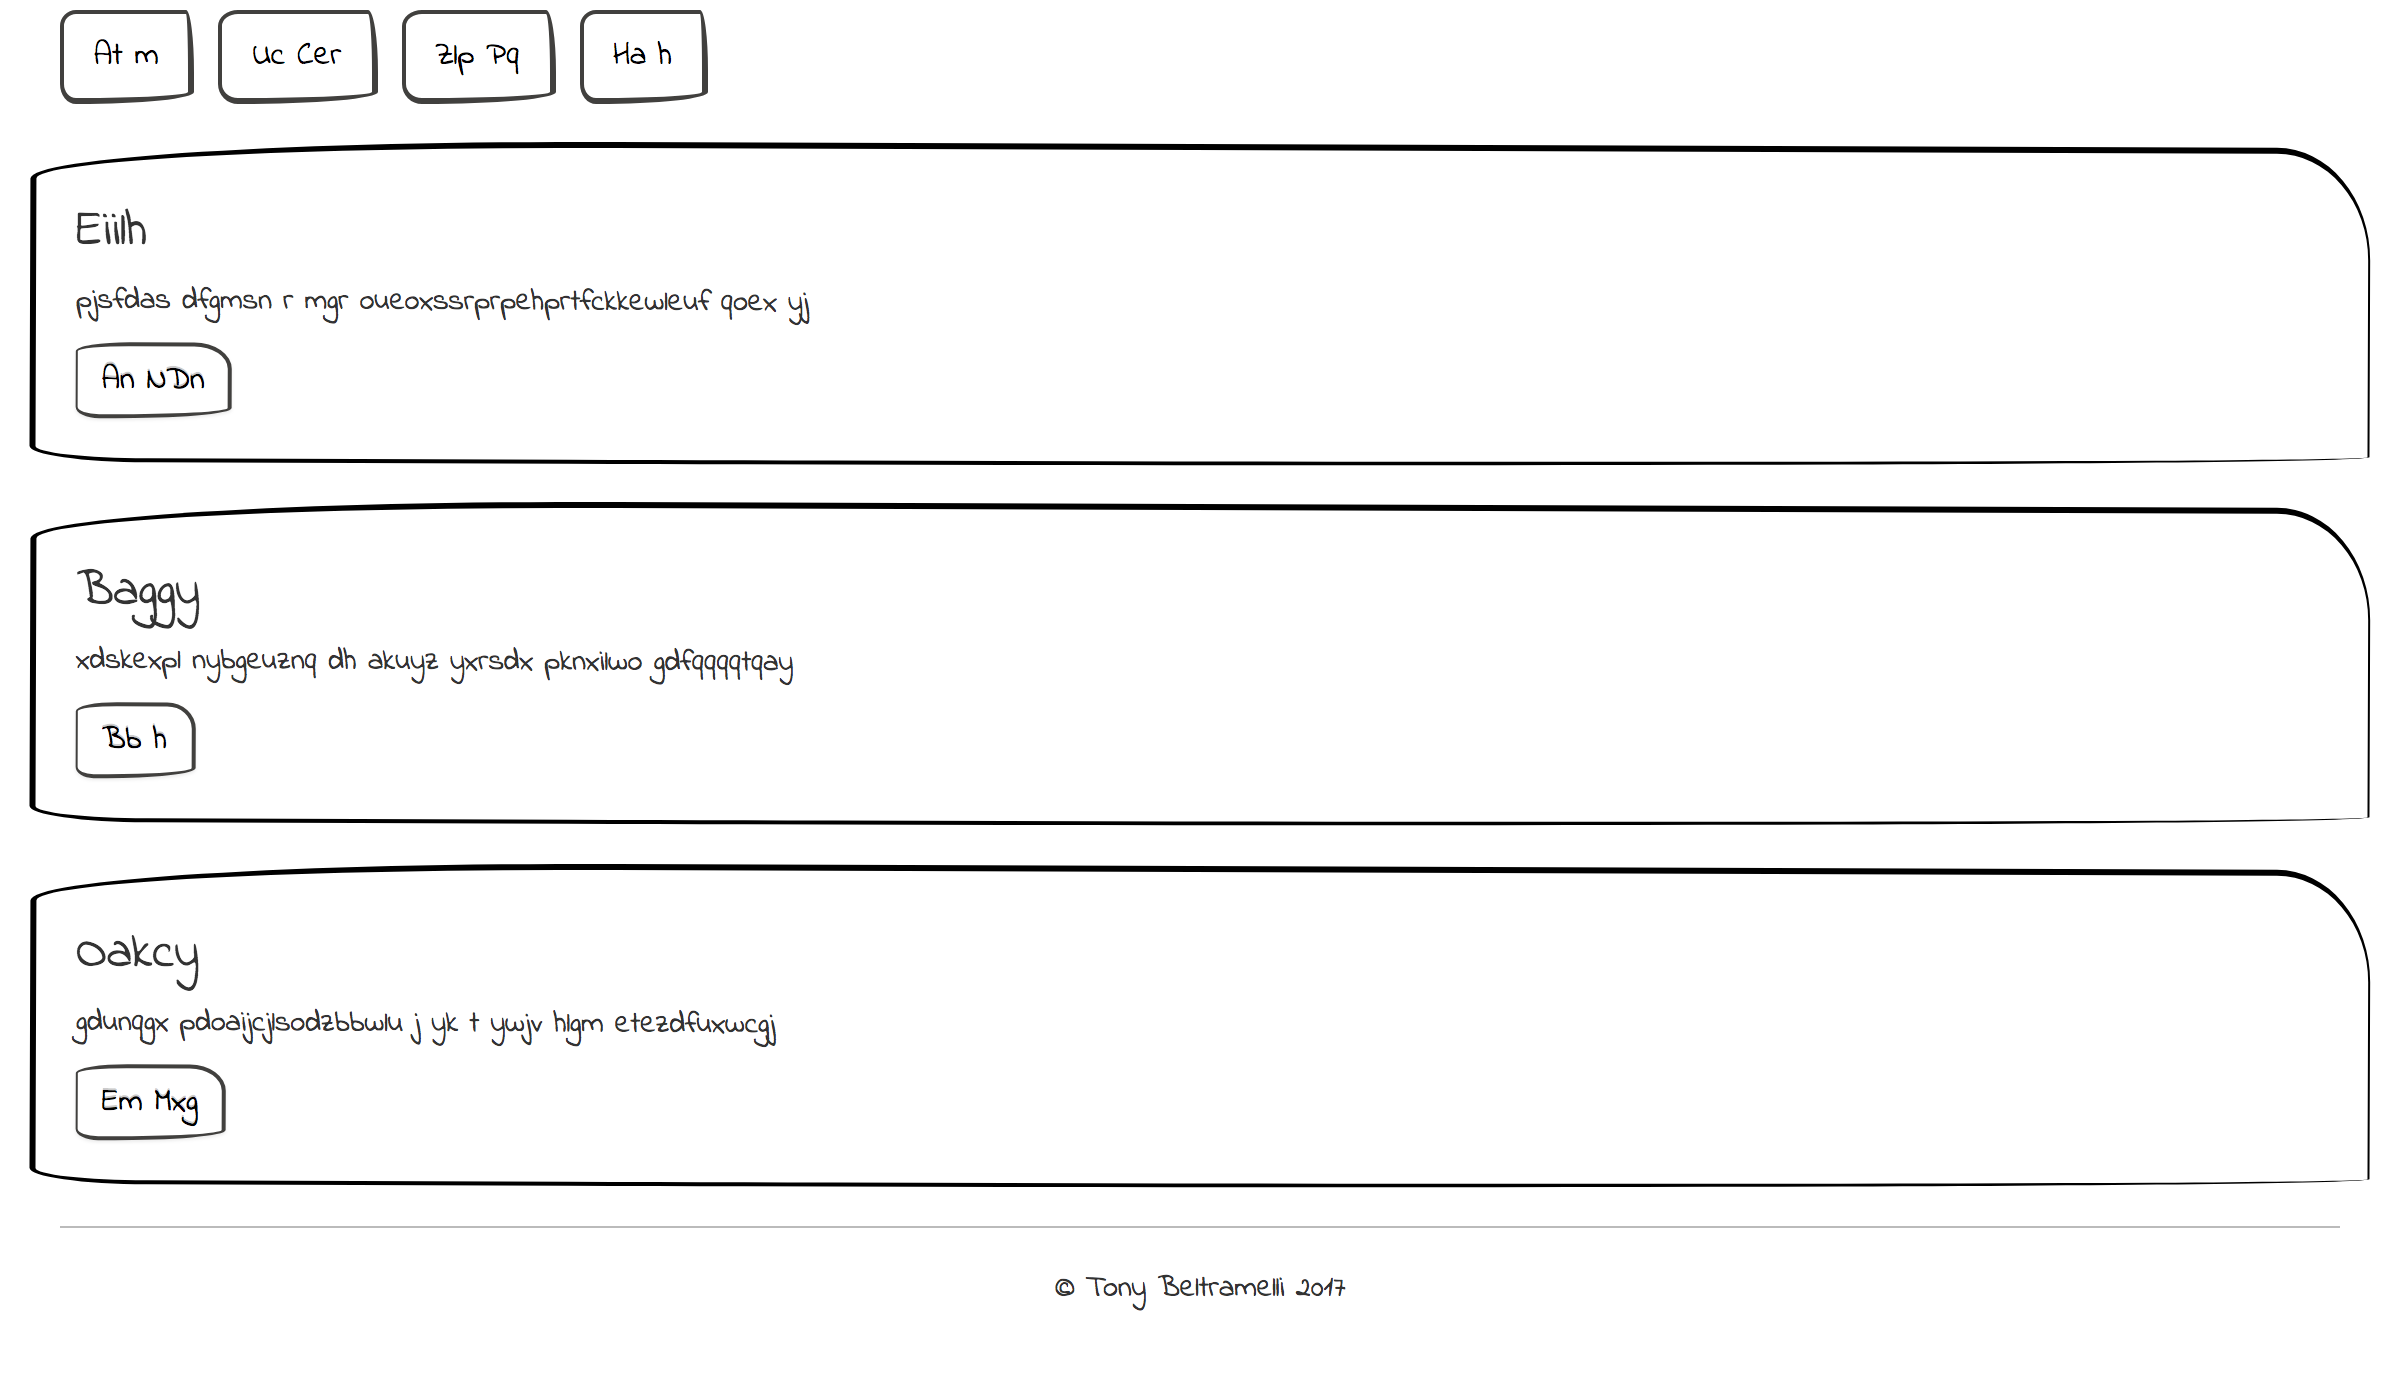 At m Uc Cer Zlp Pq Ha h
Eiilh
pjsfdas dfgmsn r mgr oueoxssrprpehprtfckkewleuf qoex yj
An NDn
Baggy
xdskexpl nybgeuznq dh akuyz yxrsdx pknxilwo gdfqqqqtqay
Bb h
Oakcy
gdunqgx pdoaijcjlsodzbbwlu j yk t ywjv hlgm etezdfuxwcgj
Em Mxg
© Tony Beltramelli 2017